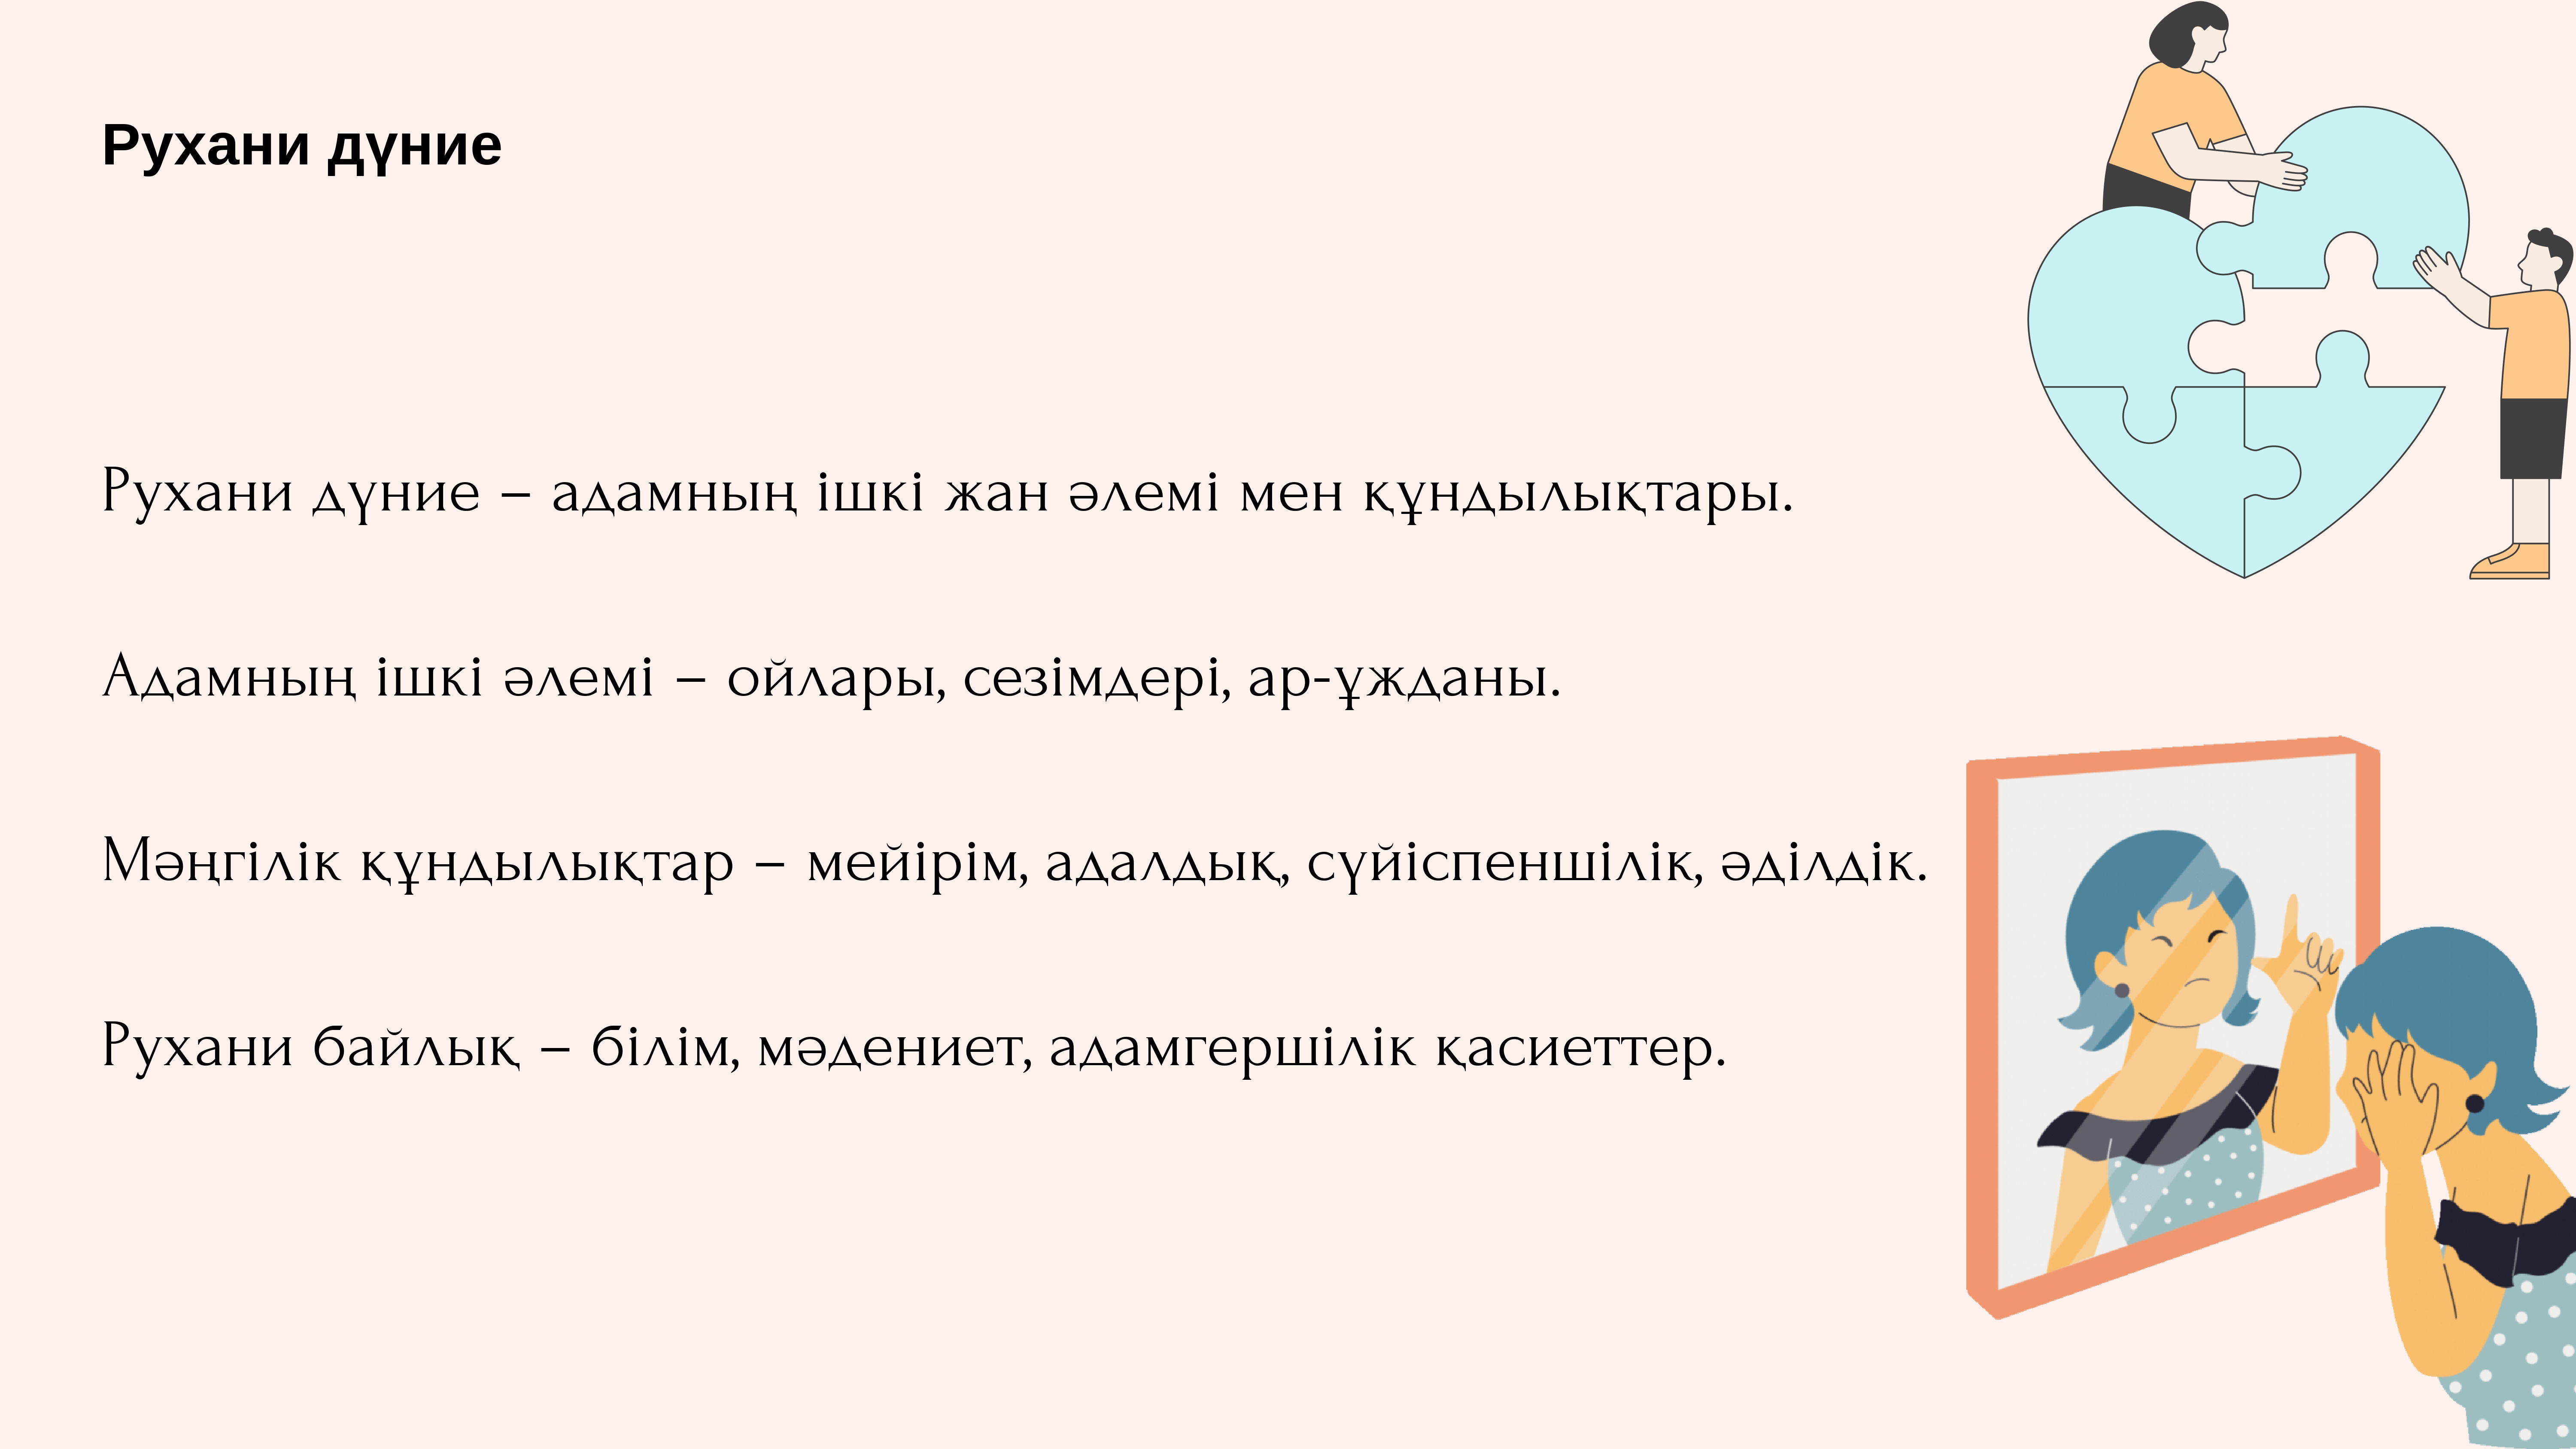 Рухани дүние
Рухани дүние – адамның ішкі жан әлемі мен құндылықтары.
Адамның ішкі әлемі – ойлары, сезімдері, ар-ұжданы.
Мәңгілік құндылықтар – мейірім, адалдық, сүйіспеншілік, әділдік.
Рухани байлық – білім, мәдениет, адамгершілік қасиеттер.